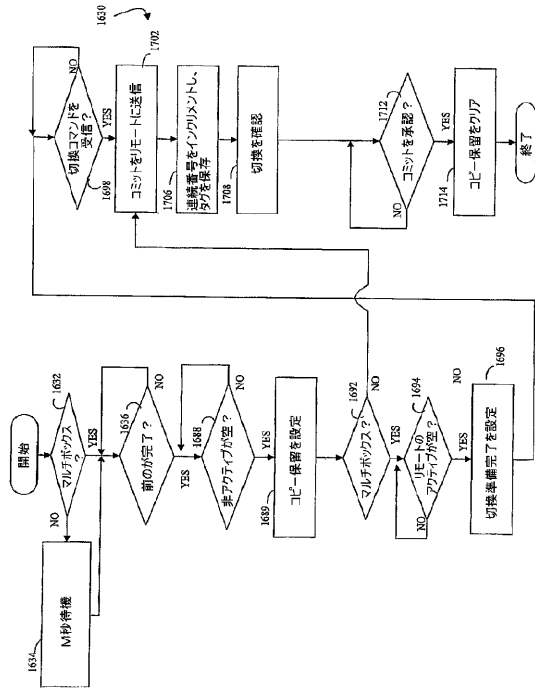 1630
開始
1632
マルチボックス
?
NO
YES
1634
M秒待機
1636
前のが完了?
NO
YES
1688
非アクティブが空?
NO
YES
1689
コピー保留を設定
1692
マルチボックス?
NO
YES
1694
リモートの
アクティブが空?
NO
NO
YES
1696
切換準備完了を設定
切換コマンドを
受信?
NO
1698
YES
1702
コミットをリモートに送信
1706
連続番号をインクリメントし、
タグを保存
1708
切換を確認
1712
コミットを承認?
NO
YES
1714
コピー保留をクリア
終了